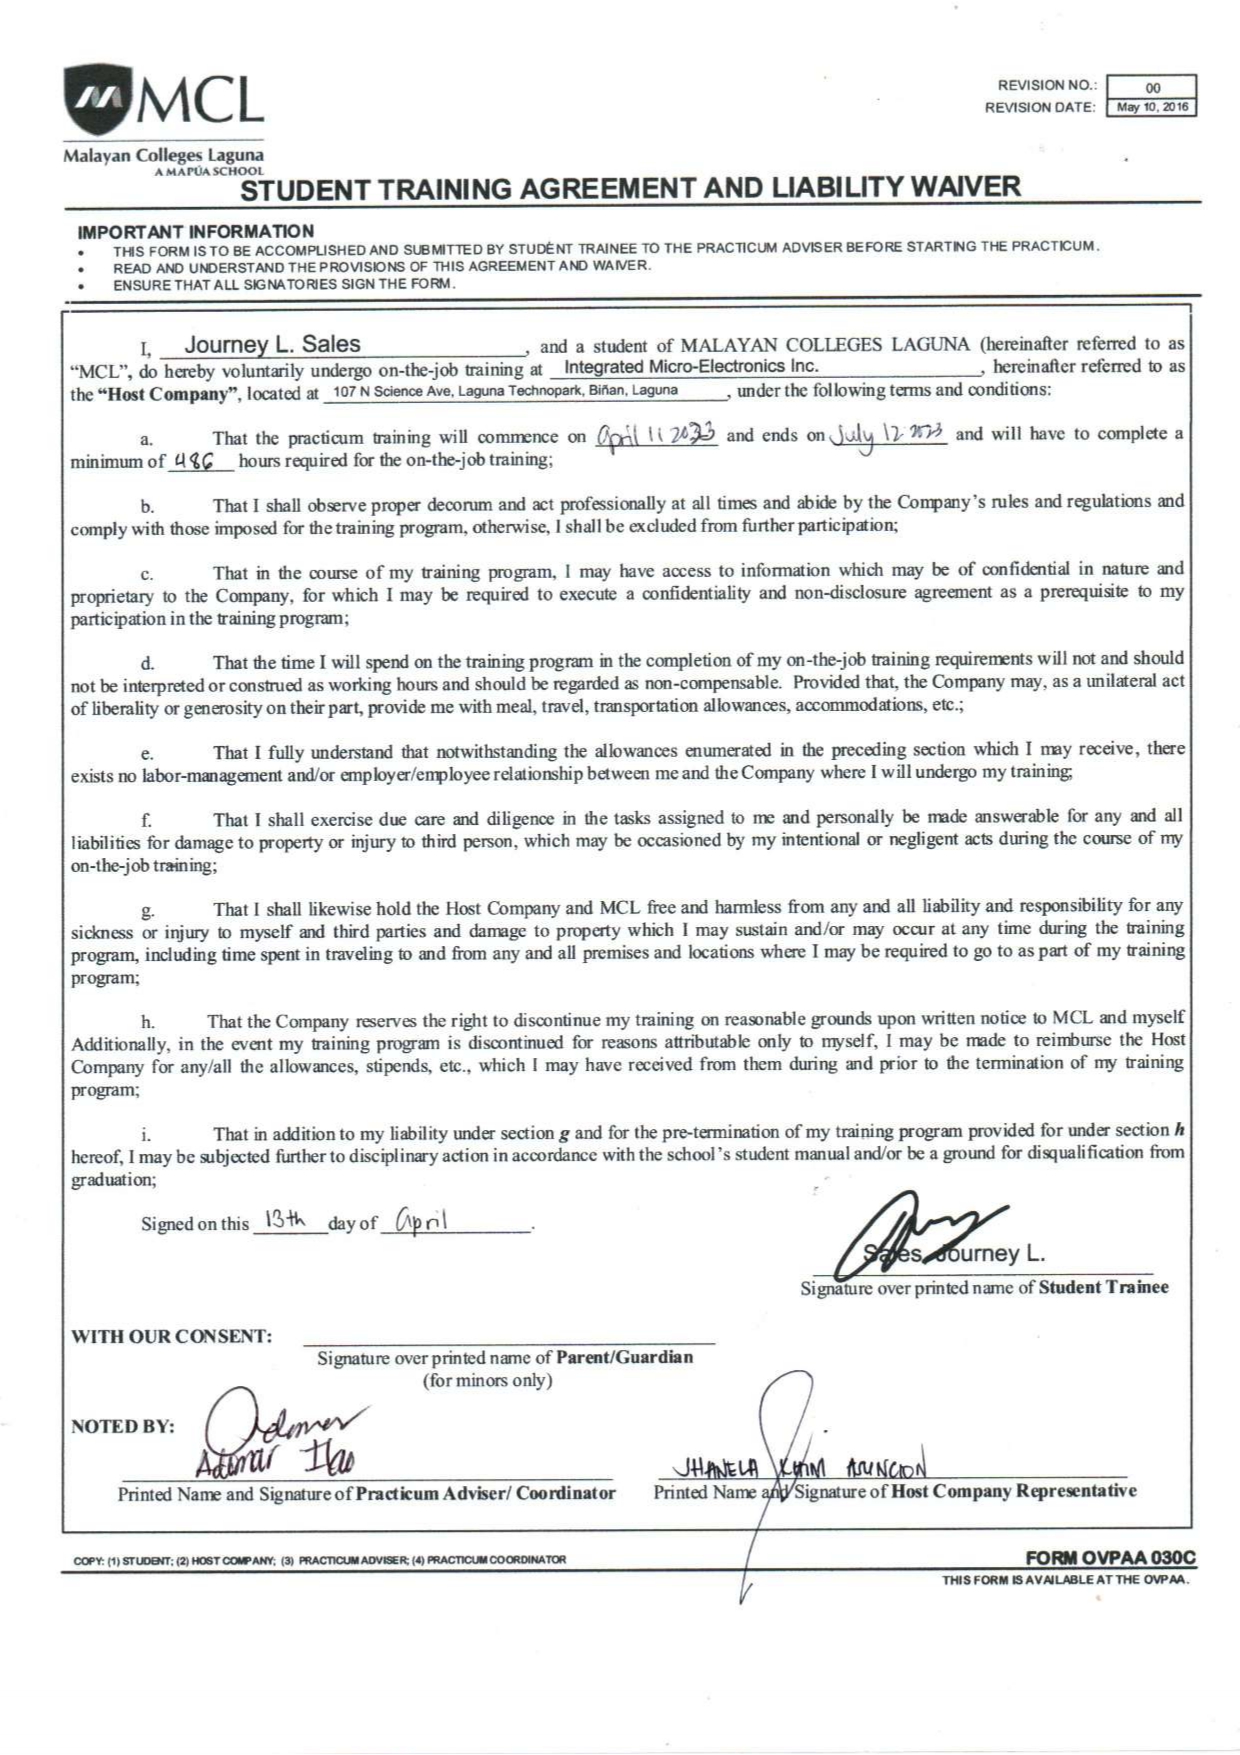 MCL
Malayan Colleges Laguna
A MAPÚA SCHOOL
REVISION NO.: 00
REVISION DATE: May 10, 2016
STUDENT TRAINING AGREEMENT AND LIABILITY WAIVER
IMPORTANT INFORMATION
• THIS FORM IS TO BE ACCOMPLISHED AND SUBMITTED BY STUDENT TRAINEE TO THE PRACTICUM ADVISER BEFORE STARTING THE PRACTICUM.
• READ AND UNDERSTAND THE PROVISIONS OF THIS AGREEMENT AND WAIVER.
• ENSURE THAT ALL SIGNATORIES SIGN THE FORM.
I, Journey L. Sales, and a student of MALAYAN COLLEGES LAGUNA (hereinafter referred to as
“MCL”, do hereby voluntarily undergo on-the-job training at Integrated Micro-Electronics Inc., hereinafter referred to as
the “Host Company”, located at 107 N Science Ave, Laguna Technopark, Biñan, Laguna, under the following terms and conditions:
a. That the practicum training will commence on April 11 2023 and ends on July 12 2023 and will have to complete a
minimum of 486 hours required for the on-the-job training;
b. That I shall observe proper decorum and act professionally at all times and abide by the Company’s rules and regulations and
comply with those imposed for the training program, otherwise, I shall be excluded from further participation;
c. That in the course of my training program, I may have access to information which may be of confidential in nature and
proprietary to the Company, for which I may be required to execute a confidentiality and non-disclosure agreement as a prerequisite to my
participation in the training program;
d. That the time I will spend on the training program in the completion of my on-the-job training requirements will not and should
not be interpreted or construed as working hours and should be regarded as non-compensable. Provided that, the Company may, as a unilateral act
of liberality or generosity on their part, provide me with meal, travel, transportation allowances, accommodations, etc.;
e. That I fully understand that notwithstanding the allowances enumerated in the preceding section which I may receive, there
exists no labor-management and/or employer/employee relationship between me and the Company where I will undergo my training;
f. That I shall exercise due care and diligence in the tasks assigned to me and personally be made answerable for any and all
liabilities for damage to property or injury to third person, which may be occasioned by my intentional or negligent acts during the course of my
on-the-job training;
g. That I shall likewise hold the Host Company and MCL free and harmless from any and all liability and responsibility for any
sickness or injury to myself and third parties and damage to property which I may sustain and/or may occur at any time during the training
program, including time spent in traveling to and from any and all premises and locations where I may be required to go to as part of my training
program;
h. That the Company reserves the right to discontinue my training on reasonable grounds upon written notice to MCL and myself
Additionally, in the event my training program is discontinued for reasons attributable only to myself, I may be made to reimburse the Host
Company for any/all the allowances, stipends, etc., which I may have received from them during and prior to the termination of my training
program;
i. That in addition to my liability under section g and for the pre-termination of my training program provided for under section h
hereof, I may be subjected further to disciplinary action in accordance with the school’s student manual and/or be a ground for disqualification from
graduation;
Signed on this 13th day of April.
Sales, Journey L.
Signature over printed name of Student Trainee
WITH OUR CONSENT:
Signature over printed name of Parent/Guardian
(for minors only)
NOTED BY:
Adomar Ilao
JHANELA KHIM ASUNCION
Printed Name and Signature of Practicum Adviser/ Coordinator
Printed Name and Signature of Host Company Representative
COPY: (1) STUDENT; (2) HOST COMPANY; (3) PRACTICUM ADVISER; (4) PRACTICUM COORDINATOR
FORM OVPAA 030C
THIS FORM IS AVAILABLE AT THE OVPAA.